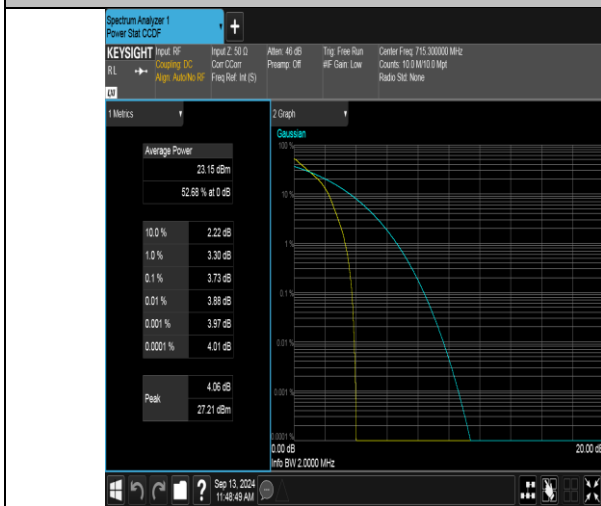 Spectrum Analyzer 1
Power Stat CCDF
+
KEYSIGHT Input: RF Input Z: 50 Ω Atten: 46 dB Trig: Free Run Center Freq: 715.300000 MHz
RL Coupling: DC Corr CCorr Preamp: Off #IF Gain: Low Counts: 10.0 M/10.0 Mpt
Align: Auto/No RF Freq Ref: Int (S) Radio Std: None
1 Metrics
Average Power
23.15 dBm
52.68 % at 0 dB
10.0 % 2.22 dB
1.0 % 3.30 dB
0.1 % 3.73 dB
0.01 % 3.88 dB
0.001 % 3.97 dB
0.0001 % 4.01 dB
Peak 4.06 dB
27.21 dBm
2 Graph
Gaussian
100 %
10 %
1 %
0.1 %
0.01 %
0.001 %
0.0001 %
0.00 dB 20.00 dB
Info BW 2.0000 MHz
? Sep 13, 2024
11:48:49 AM